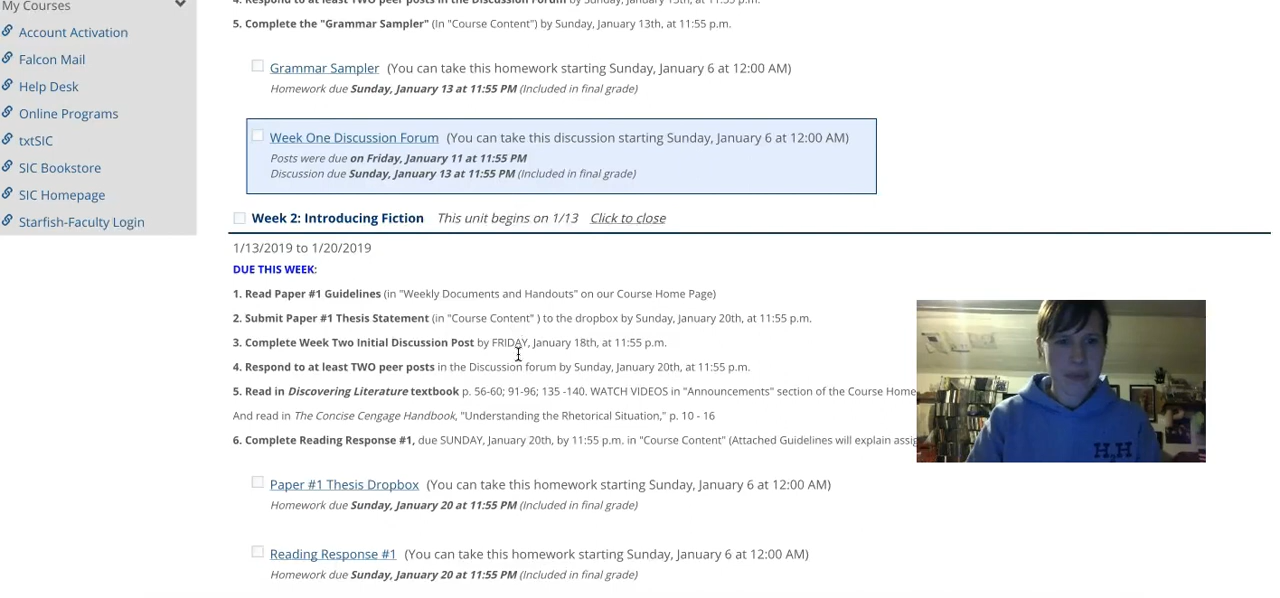 My Courses
Account Activation
Falcon Mail
Help Desk
Online Programs
txtSIC
SIC Bookstore
SIC Homepage
Starfish-Faculty Login
4. Respond to at least TWO peer posts in the Discussion Forum by Sunday, January 13th, at 11:55 p.m.
5. Complete the "Grammar Sampler" (In "Course Content") by Sunday, January 13th, at 11:55 p.m.
Grammar Sampler (You can take this homework starting Sunday, January 6 at 12:00 AM)
Homework due Sunday, January 13 at 11:55 PM (Included in final grade)
Week One Discussion Forum (You can take this discussion starting Sunday, January 6 at 12:00 AM)
Posts were due on Friday, January 11 at 11:55 PM
Discussion due Sunday, January 13 at 11:55 PM (Included in final grade)
Week 2: Introducing Fiction This unit begins on 1/13 Click to close
1/13/2019 to 1/20/2019
DUE THIS WEEK:
1. Read Paper #1 Guidelines (in "Weekly Documents and Handouts" on our Course Home Page)
2. Submit Paper #1 Thesis Statement (in "Course Content" ) to the dropbox by Sunday, January 20th, at 11:55 p.m.
3. Complete Week Two Initial Discussion Post by FRIDAY, January 18th, at 11:55 p.m.
4. Respond to at least TWO peer posts in the Discussion forum by Sunday, January 20th, at 11:55 p.m.
5. Read in Discovering Literature textbook p. 56-60; 91-96; 135 -140. WATCH VIDEOS in "Announcements" section of the Course Home
And read in The Concise Cengage Handbook, "Understanding the Rhetorical Situation," p. 10 - 16
6. Complete Reading Response #1, due SUNDAY, January 20th, by 11:55 p.m. in "Course Content" (Attached Guidelines will explain
Paper #1 Thesis Dropbox (You can take this homework starting Sunday, January 6 at 12:00 AM)
Homework due Sunday, January 20 at 11:55 PM (Included in final grade)
Reading Response #1 (You can take this homework starting Sunday, January 6 at 12:00 AM)
Homework due Sunday, January 20 at 11:55 PM (Included in final grade)
H H